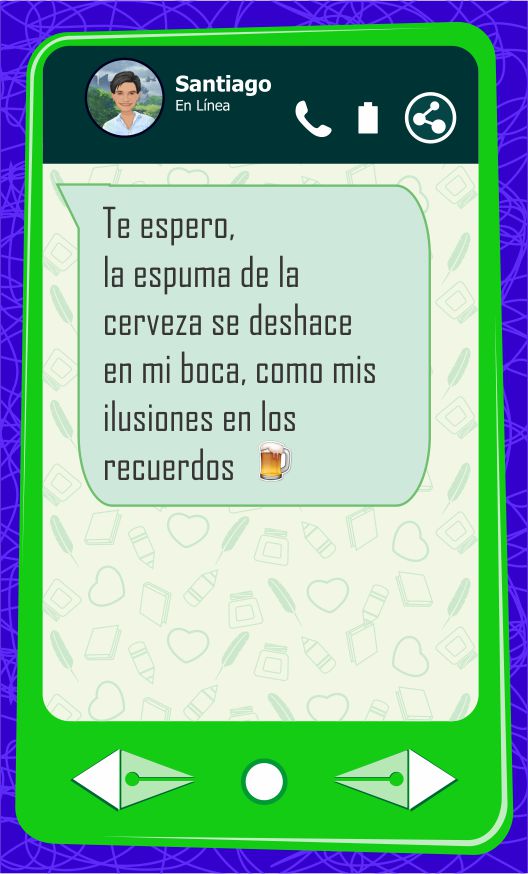 Santiago
En Línea
Te espero,
la espuma de la
cerveza se deshace
en mi boca, como mis
ilusiones en los
recuerdos 🍺